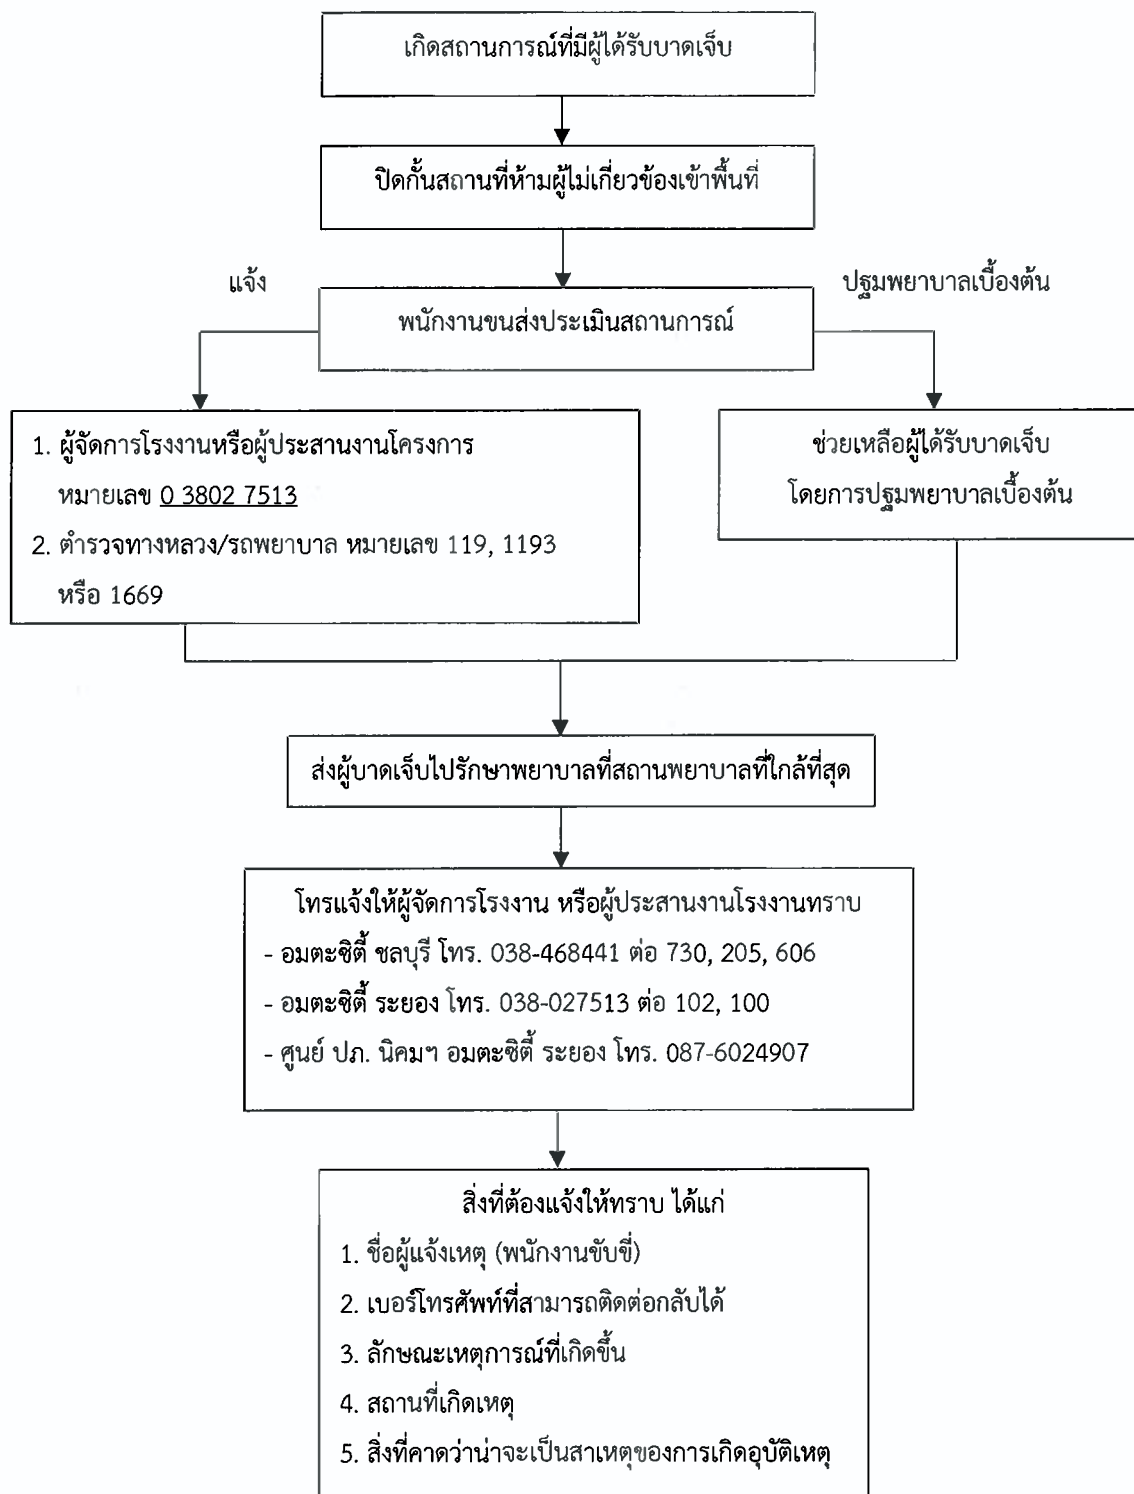 เกิดสถานการณ์ที่มีผู้ได้รับบาดเจ็บ
ปิดกั้นสถานที่ห้ามผู้ไม่เกี่ยวข้องเข้าพื้นที่
แจ้ง
ปฐมพยาบาลเบื้องต้น
พนักงานขนส่งประเมินสถานการณ์
1. ผู้จัดการโรงงานหรือผู้ประสานงานโครงการ
หมายเลข 0 3802 7513
2. ตำรวจทางหลวง/รถพยาบาล หมายเลข 119, 1193
หรือ 1669
ช่วยเหลือผู้ได้รับบาดเจ็บ
โดยการปฐมพยาบาลเบื้องต้น
ส่งผู้บาดเจ็บไปรักษาพยาบาลที่สถานพยาบาลที่ใกล้ที่สุด
โทรแจ้งให้ผู้จัดการโรงงาน หรือผู้ประสานงานโรงงานทราบ
- อมตะซิตี้ ชลบุรี โทร. 038-468441 ต่อ 730, 205, 606
- อมตะซิตี้ ระยอง โทร. 038-027513 ต่อ 102, 100
- ศูนย์ ปภ. นิคมฯ อมตะซิตี้ ระยอง โทร. 087-6024907
สิ่งที่ต้องแจ้งให้ทราบ ได้แก่
1. ชื่อผู้แจ้งเหตุ (พนักงานขับขี่)
2. เบอร์โทรศัพท์ที่สามารถติดต่อกลับได้
3. ลักษณะเหตุการณ์ที่เกิดขึ้น
4. สถานที่เกิดเหตุ
5. สิ่งที่คาดว่าน่าจะเป็นสาเหตุของการเกิดอุบัติเหตุ